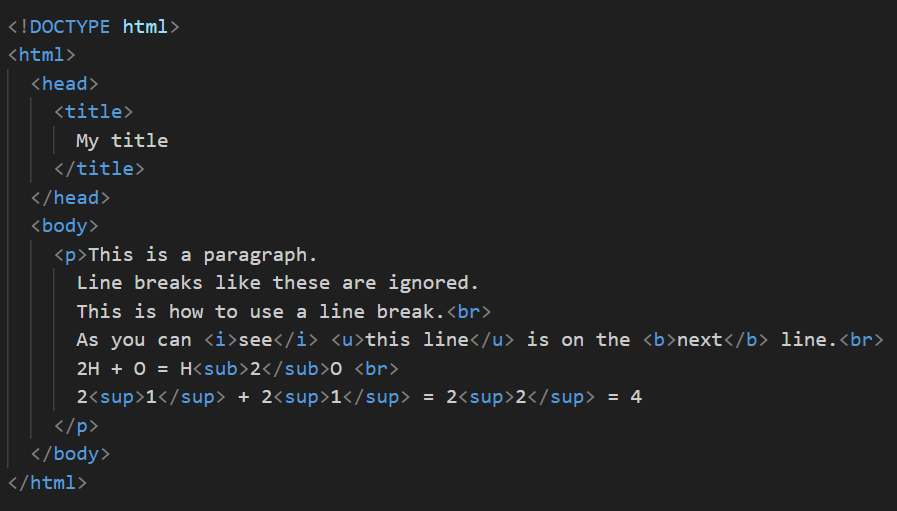 <!DOCTYPE html>
<html>
<head>
<title>
My title
</title>
</head>
<body>
<p>This is a paragraph.
Line breaks like these are ignored.
This is how to use a line break.<br>
As you can <i>see</i> <u>this line</u> is on the <b>next</b> line.<br>
2H + O = H<sub>2</sub>O <br>
2<sup>1</sup> + 2<sup>1</sup> = 2<sup>2</sup> = 4
</p>
</body>
</html>